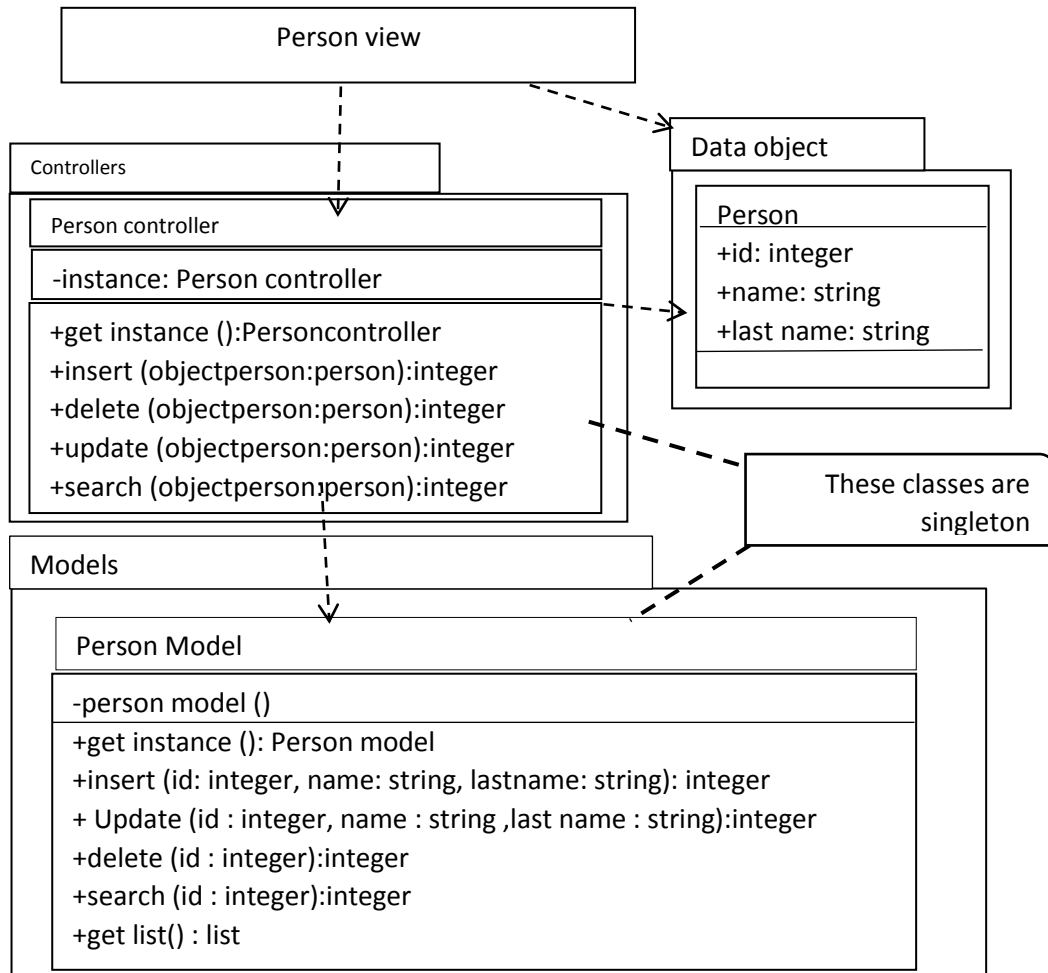 Person view
Controllers
Person controller
-instance: Person controller
+get instance ():Personcontroller
+insert (objectperson:person):integer
+delete (objectperson:person):integer
+update (objectperson:person):integer
+search (objectperson:person):integer
Data object
Person
+id: integer
+name: string
+last name: string
These classes are
singleton
Models
Person Model
-person model ()
+get instance (): Person model
+insert (id: integer, name: string, lastname: string): integer
+ Update (id : integer, name : string ,last name : string):integer
+delete (id : integer):integer
+search (id : integer):integer
+get list() : list